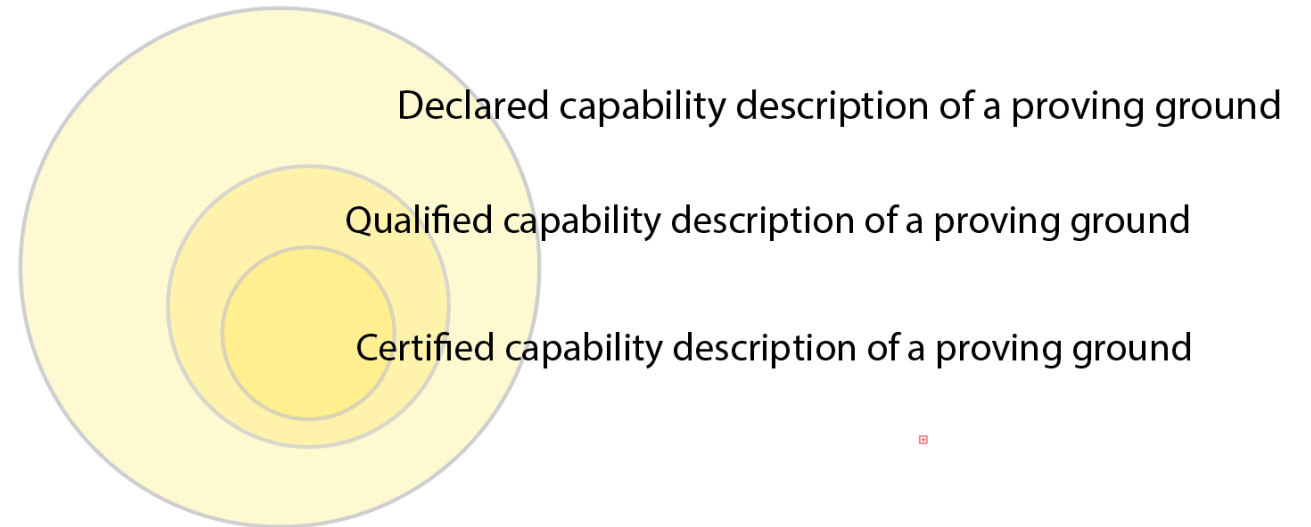 Declared capability description of a proving ground
Qualified capability description of a proving ground
Certified capability description of a proving ground